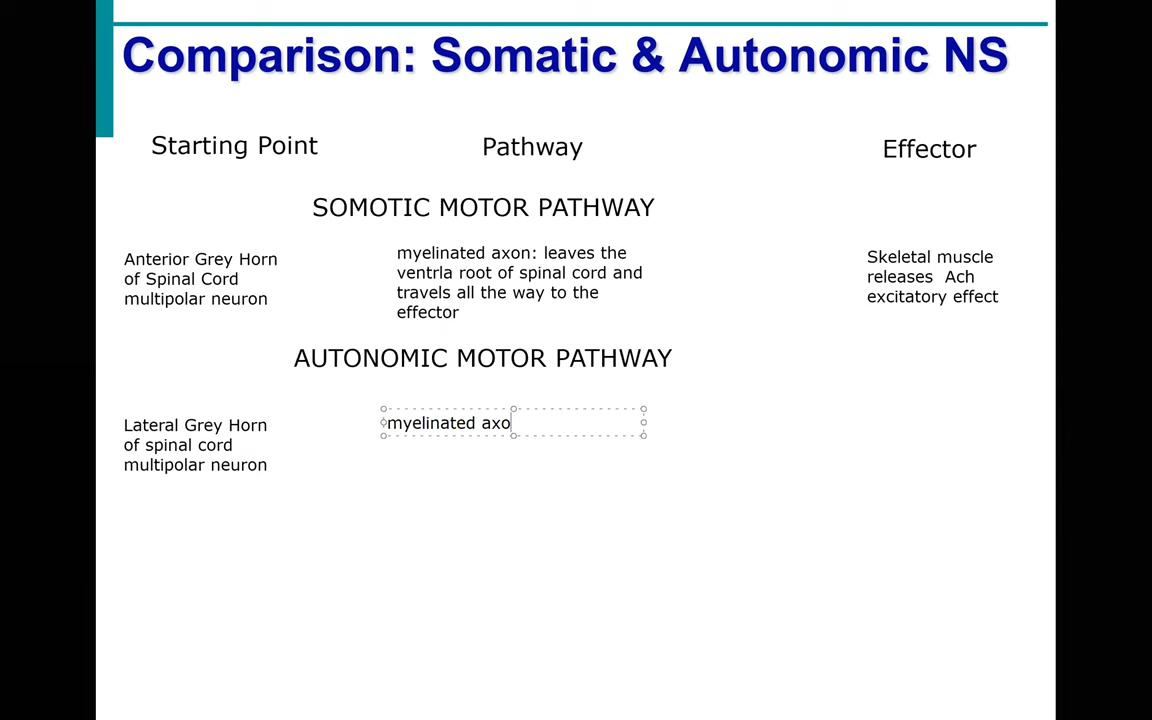 Comparison: Somatic & Autonomic NS
Starting Point
Pathway
Effector
SOMOTIC MOTOR PATHWAY
Anterior Grey Horn
of Spinal Cord
multipolar neuron
myelinated axon: leaves the
ventrla root of spinal cord and
travels all the way to the
effector
Skeletal muscle
releases  Ach
excitatory effect
AUTONOMIC MOTOR PATHWAY
Lateral Grey Horn
of spinal cord
multipolar neuron
myelinated axo